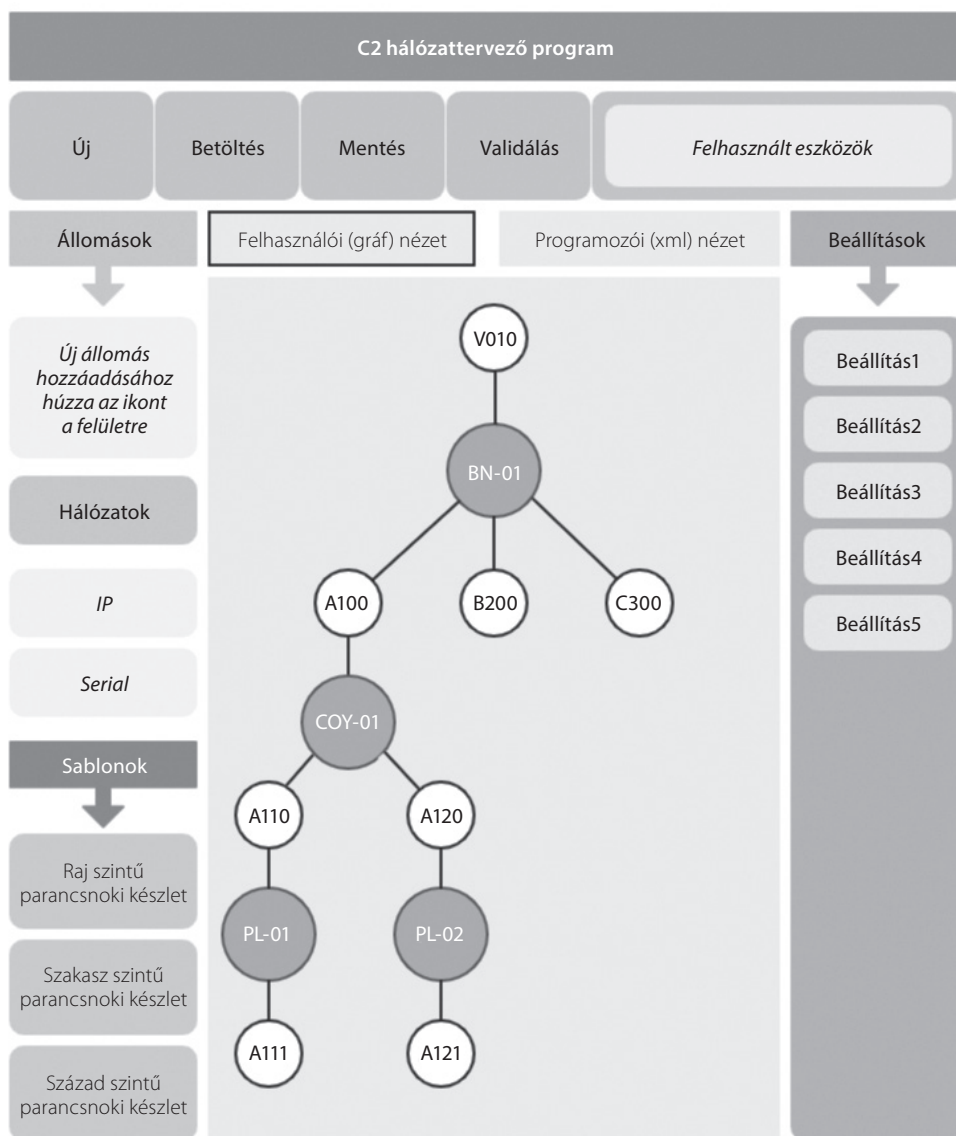 C2 hálózattervező program
Új
Betöltés
Mentés
Validálás
Felhasznált eszközök
Állomások
Felhasználói (gráf) nézet
Programozói (xml) nézet
Beállítások
Új állomás
hozzáadásához
húzza az ikont
a felületre
Hálózatok
IP
Serial
Sablonok
Raj szintű
parancsnoki készlet
Szakasz szintű
parancsnoki készlet
Század szintű
parancsnoki készlet
V010
BN-01
A100
B200
C300
COY-01
A110
A120
PL-01
PL-02
A111
A121
Beállítás1
Beállítás2
Beállítás3
Beállítás4
Beállítás5